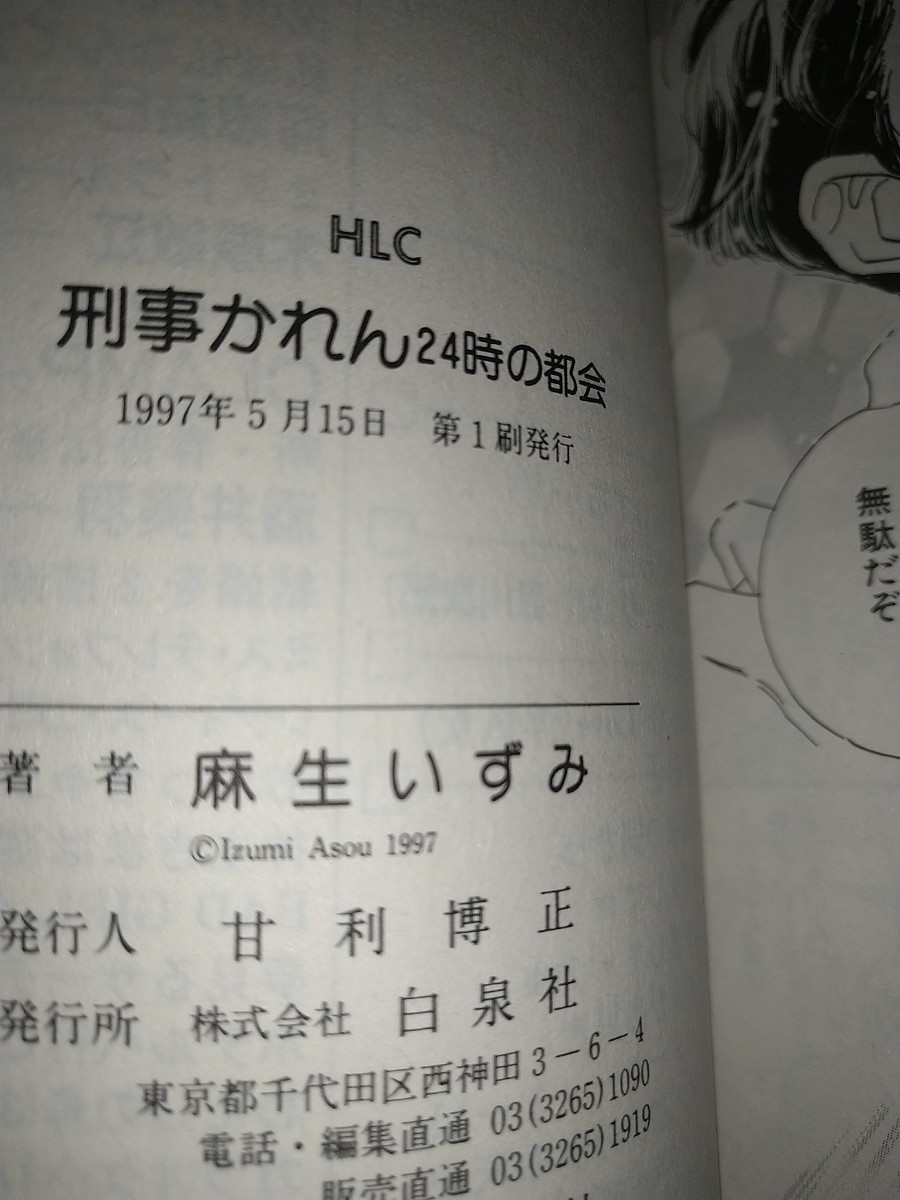 HLC
刑事かれん24時の都会
1997年5月15日 第1刷発行
著者 麻生いずみ
©Izumi Asou 1997
発行人 甘利博正
発行所 株式会社 白泉社
東京都千代田区西神田3-6-4
電話・編集直通 03(3265)1090
販売直通 03(3265)1919
無駄だぞ